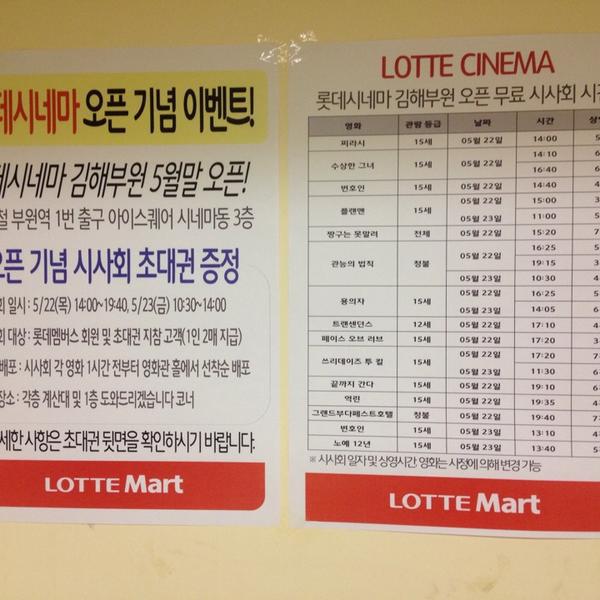 데시네마 오픈 기념 이벤트!
데시네마 김해부원 5월말 오픈!
철 부원역 1번 출구 아이스퀘어 시네마동 3층
오픈 기념 시사회 초대권 증정
회 일시 : 5/22(목) 14:00~19:40, 5/23(금) 10:30~14:00
회 대상 : 롯데멤버스 회원 및 초대권 지참 고객(1인 2매 지급)
배포 : 시사회 각 영화 1시간 전부터 영화관 홀에서 선착순 배포
장소 : 각층 계산대 및 1층 도와드리겠습니다 코너
세한 사항은 초대권 뒷면을 확인하시기 바랍니다.
LOTTE Mart
LOTTE CINEMA
롯데시네마 김해부원 오픈 무료 시사회 시간
영화 관람 등급 날짜 시간 상영
피라시 15세 05월 22일 14:00
수상한 그녀 15세 05월 22일 14:10
16:40
변호인 15세 05월 22일 14:40
플랜맨 15세 05월 22일 15:00
05월 23일 11:00
짱구는 못말려 전체 05월 22일 15:20
관능의 법칙 청불 05월 22일 16:25
19:15
05월 23일 10:30
용의자 15세 05월 22일 16:25
05월 23일 14:05
트랜센던스 12세 05월 22일 17:10
페이스 오브 러브 15세 05월 22일 17:20
쓰리데이즈 투 킬 15세 05월 22일 17:20
05월 23일 11:30
끝까지 간다 15세 05월 22일 19:10
역린 15세 05월 22일 19:35
그랜드부다페스트호텔 청불 05월 22일 19:40
변호인 15세 05월 23일 13:10
노예 12년 15세 05월 23일 13:40
※ 시사회 일자 및 상영시간, 영화는 사정에 의해 변경 가능
LOTTE Mart